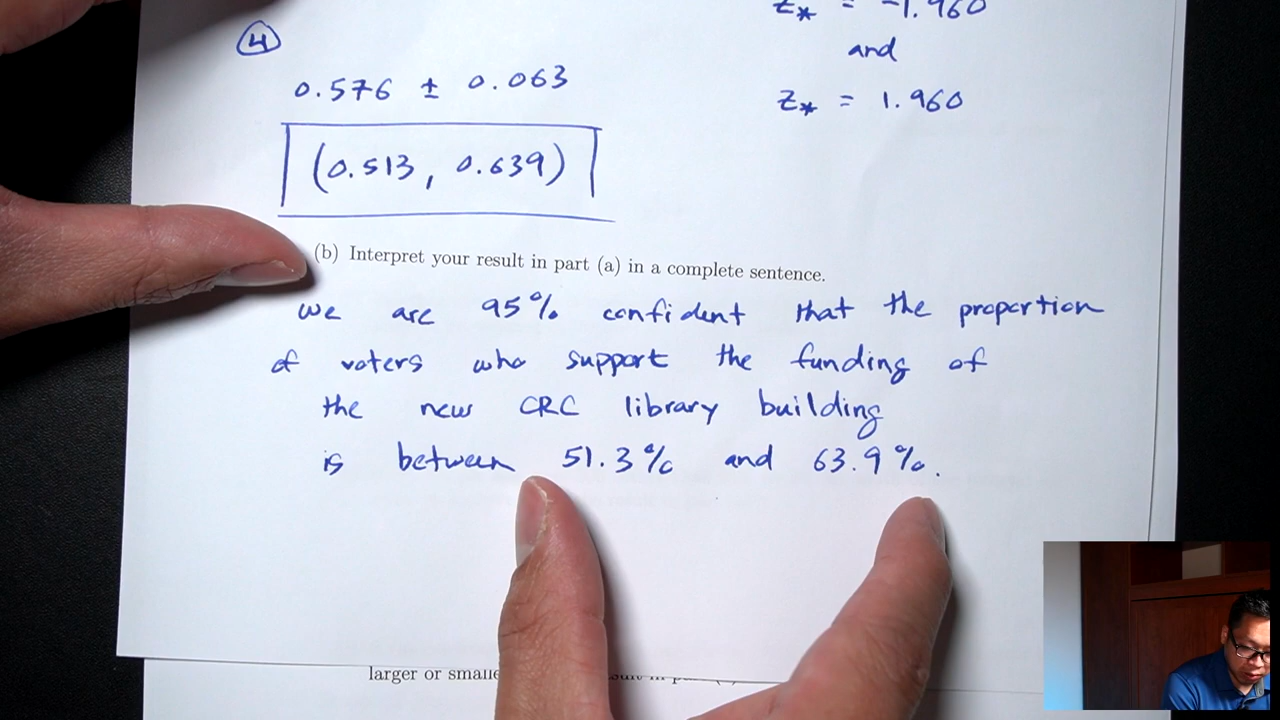 z* = -1.960
④
and
0.576 ± 0.063
z* = 1.960
(0.513, 0.639)
(b) Interpret your result in part (a) in a complete sentence.
we are 95% confident that the proportion
of voters who support the funding of
the new CRC library building
is between 51.3% and 63.9%.
larger or